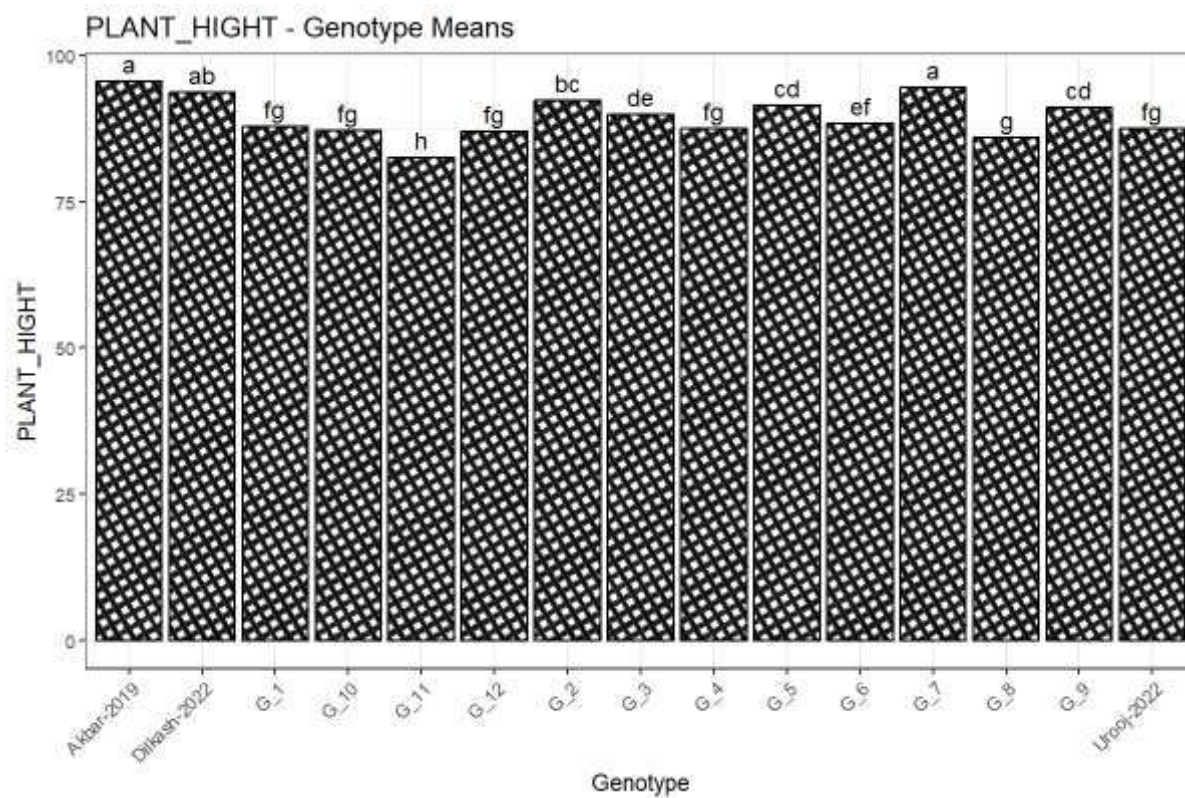 PLANT_HIGHT - Genotype Means
100
75
50
25
0
PLANT_HIGHT
a ab fg fg h fg bc de fg cd ef a g cd fg
Akbar-2019 Dilkash-2022 G_1 G_10 G_11 G_12 G_2 G_3 G_4 G_5 G_6 G_7 G_8 G_9 Urooj-2022
Genotype